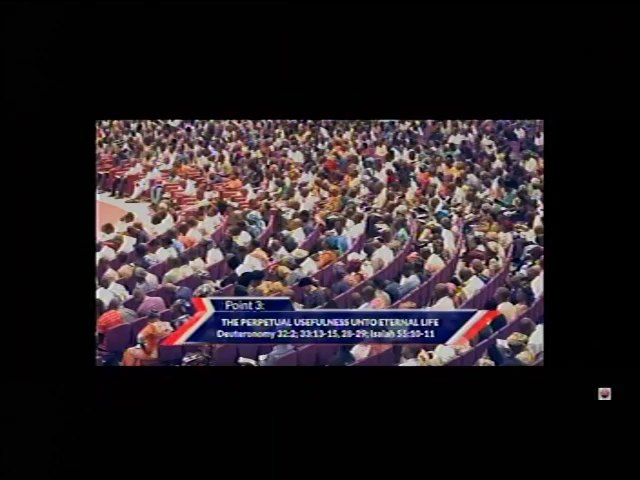 Point 3:
THE PERPETUAL USEFULNESS UNTO ETERNAL LIFE
Deuteronomy 32:2; 33:13-15, 28-29; Isaiah 55:10-11